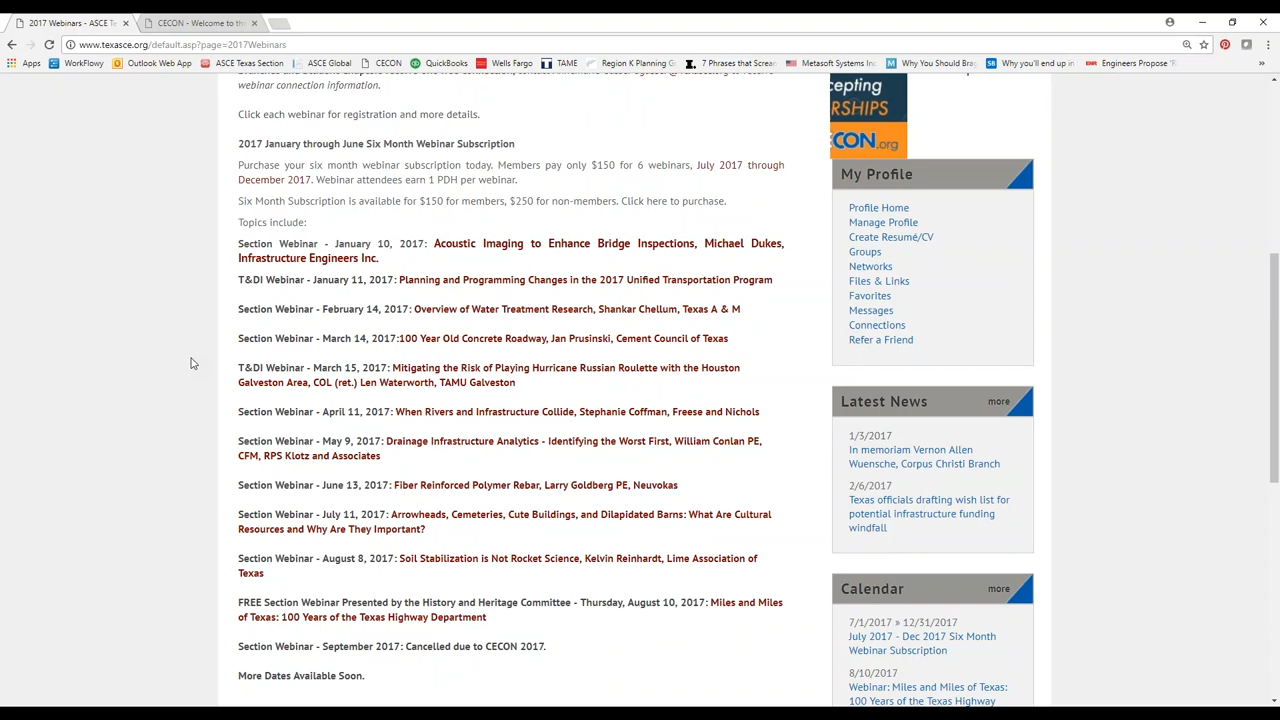 2017 Webinars - ASCE Te
CECON - Welcome to th
www.texasce.org/default.asp?page=2017Webinars
Apps
WorkFlowy
Outlook Web App
ASCE Texas Section
ASCE Global
CECON
QuickBooks
Wells Fargo
TAME
Region K Planning G
7 Phrases that Scream
Metasoft Systems Inc
Why You Should Brag
Why you'll end up in
Engineers Propose
webinar connection information.
Click each webinar for registration and more details.
2017 January through June Six Month Webinar Subscription
Purchase your six month webinar subscription today. Members pay only $150 for 6 webinars, July 2017 through
December 2017. Webinar attendees earn 1 PDH per webinar.
Six Month Subscription is available for $150 for members, $250 for non-members. Click here to purchase.
Topics include:
Section Webinar - January 10, 2017: Acoustic Imaging to Enhance Bridge Inspections, Michael Dukes,
Infrastructure Engineers Inc.
T&DI Webinar - January 11, 2017: Planning and Programming Changes in the 2017 Unified Transportation Program
Section Webinar - February 14, 2017: Overview of Water Treatment Research, Shankar Chellum, Texas A & M
Section Webinar - March 14, 2017:100 Year Old Concrete Roadway, Jan Prusinski, Cement Council of Texas
T&DI Webinar - March 15, 2017: Mitigating the Risk of Playing Hurricane Russian Roulette with the Houston
Galveston Area, COL (ret.) Len Waterworth, TAMU Galveston
Section Webinar - April 11, 2017: When Rivers and Infrastructure Collide, Stephanie Coffman, Freese and Nichols
Section Webinar - May 9, 2017: Drainage Infrastructure Analytics - Identifying the Worst First, William Conlan PE,
CFM, RPS Klotz and Associates
Section Webinar - June 13, 2017: Fiber Reinforced Polymer Rebar, Larry Goldberg PE, Neuvokas
Section Webinar - July 11, 2017: Arrowheads, Cemeteries, Cute Buildings, and Dilapidated Barns: What Are Cultural
Resources and Why Are They Important?
Section Webinar - August 8, 2017: Soil Stabilization is Not Rocket Science, Kelvin Reinhardt, Lime Association of
Texas
FREE Section Webinar Presented by the History and Heritage Committee - Thursday, August 10, 2017: Miles and Miles
of Texas: 100 Years of the Texas Highway Department
Section Webinar - September 2017: Cancelled due to CECON 2017.
More Dates Available Soon.
cepting
RSHIPS
CON.org
My Profile
Profile Home
Manage Profile
Create Resumé/CV
Groups
Networks
Files & Links
Favorites
Messages
Connections
Refer a Friend
Latest News more
1/3/2017
In memoriam Vernon Allen
Wuensche, Corpus Christi Branch
2/6/2017
Texas officials drafting wish list for
potential infrastructure funding
windfall
Calendar more
7/1/2017 » 12/31/2017
July 2017 - Dec 2017 Six Month
Webinar Subscription
8/10/2017
Webinar: Miles and Miles of Texas:
100 Years of the Texas Highway